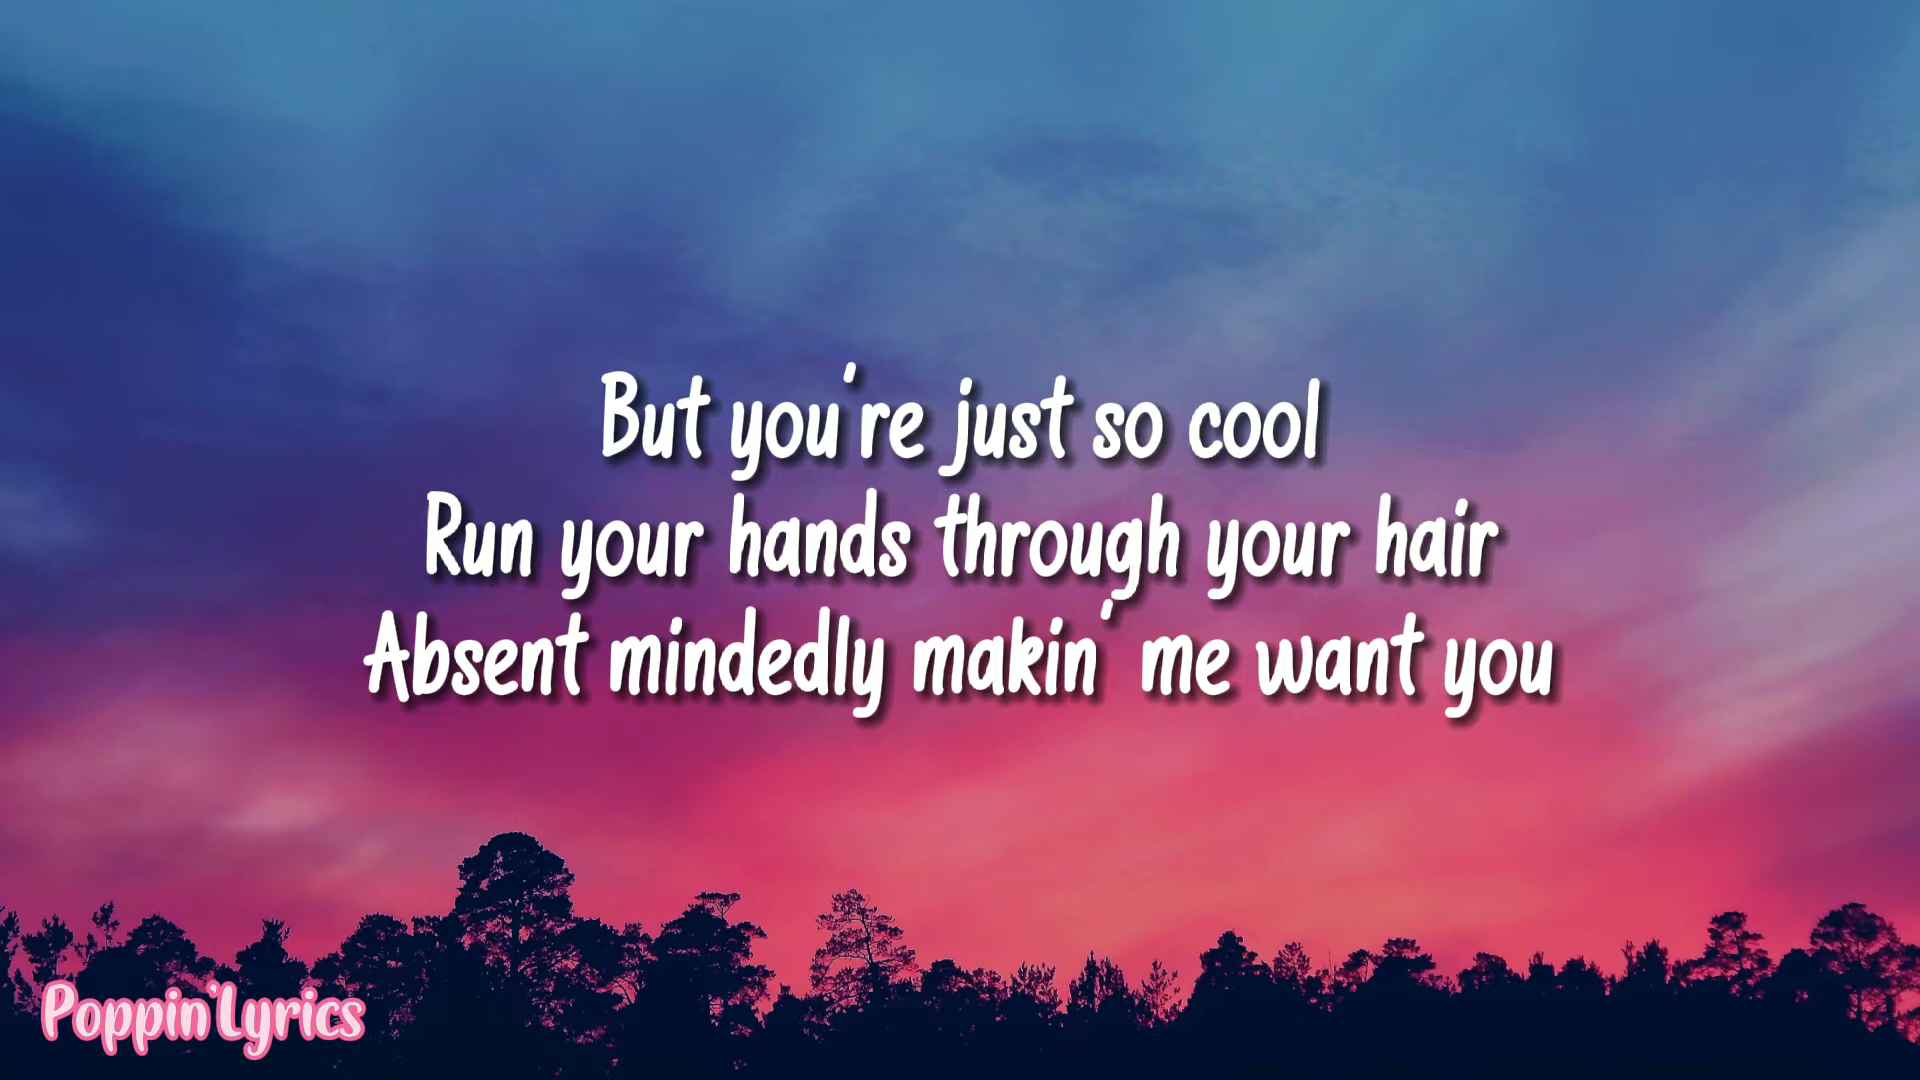 But you're just so cool
Run your hands through your hair
Absent mindedly makin' me want you
Poppin'Lyrics